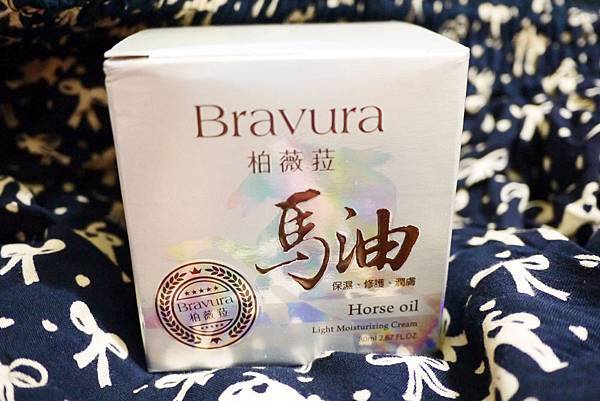 Bravura
柏薇菈
馬油
保濕、修護、潤膚
Horse oil
Light Moisturizing Cream
80ml 2.67 FL.OZ
Bravura
柏薇菈